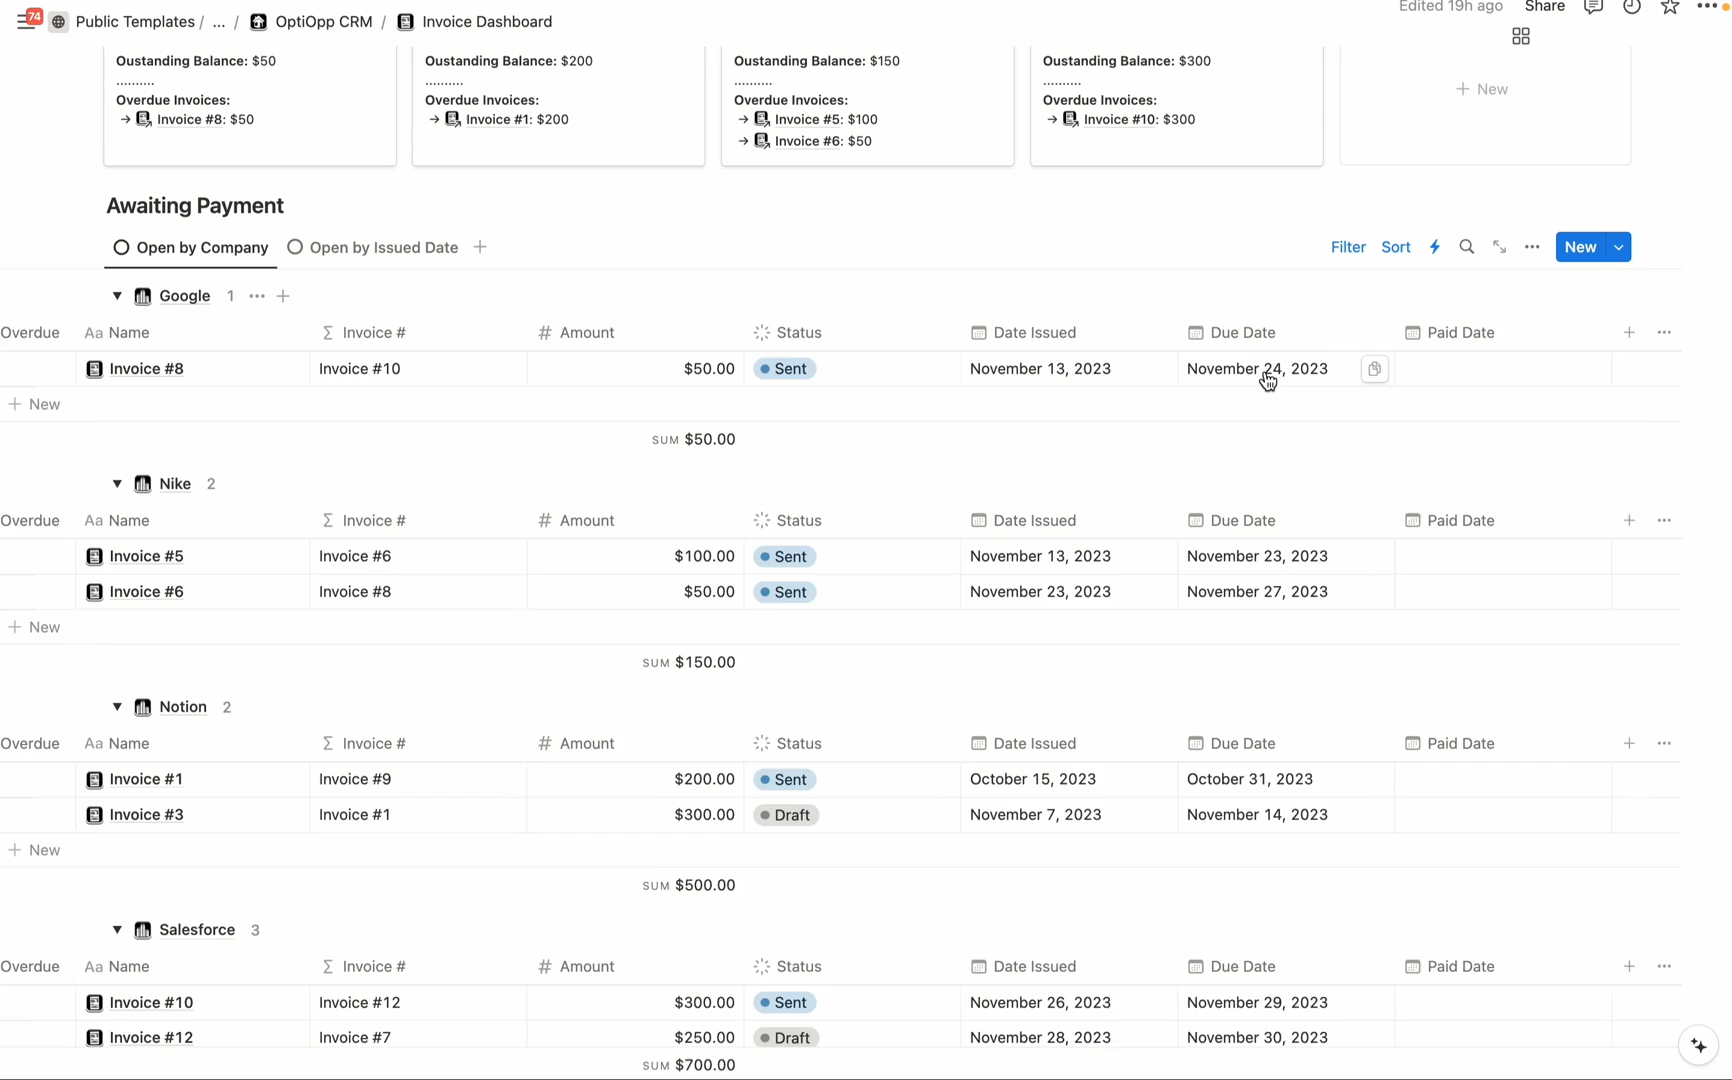 74 Public Templates / ... / OptiOpp CRM / Invoice Dashboard Edited 19h ago Share
Oustanding Balance: $50 Oustanding Balance: $200 Oustanding Balance: $150 Oustanding Balance: $300
.......... .......... .......... ..........
+ New
Overdue Invoices: Overdue Invoices: Overdue Invoices: Overdue Invoices:
→ Invoice #8: $50 → Invoice #1: $200 → Invoice #5: $100 → Invoice #10: $300
→ Invoice #6: $50
Awaiting Payment
Open by Company Open by Issued Date + Filter Sort ... New
Google 1 ... +
Overdue Aa Name Σ Invoice # # Amount Status Date Issued Due Date Paid Date + ...
Invoice #8 Invoice #10 $50.00 Sent November 13, 2023 November 24, 2023
+ New
SUM $50.00
Nike 2
Overdue Aa Name Σ Invoice # # Amount Status Date Issued Due Date Paid Date + ...
Invoice #5 Invoice #6 $100.00 Sent November 13, 2023 November 23, 2023
Invoice #6 Invoice #8 $50.00 Sent November 23, 2023 November 27, 2023
+ New
SUM $150.00
Notion 2
Overdue Aa Name Σ Invoice # # Amount Status Date Issued Due Date Paid Date + ...
Invoice #1 Invoice #9 $200.00 Sent October 15, 2023 October 31, 2023
Invoice #3 Invoice #1 $300.00 Draft November 7, 2023 November 14, 2023
+ New
SUM $500.00
Salesforce 3
Overdue Aa Name Σ Invoice # # Amount Status Date Issued Due Date Paid Date + ...
Invoice #10 Invoice #12 $300.00 Sent November 26, 2023 November 29, 2023
Invoice #12 Invoice #7 $250.00 Draft November 28, 2023 November 30, 2023
SUM $700.00